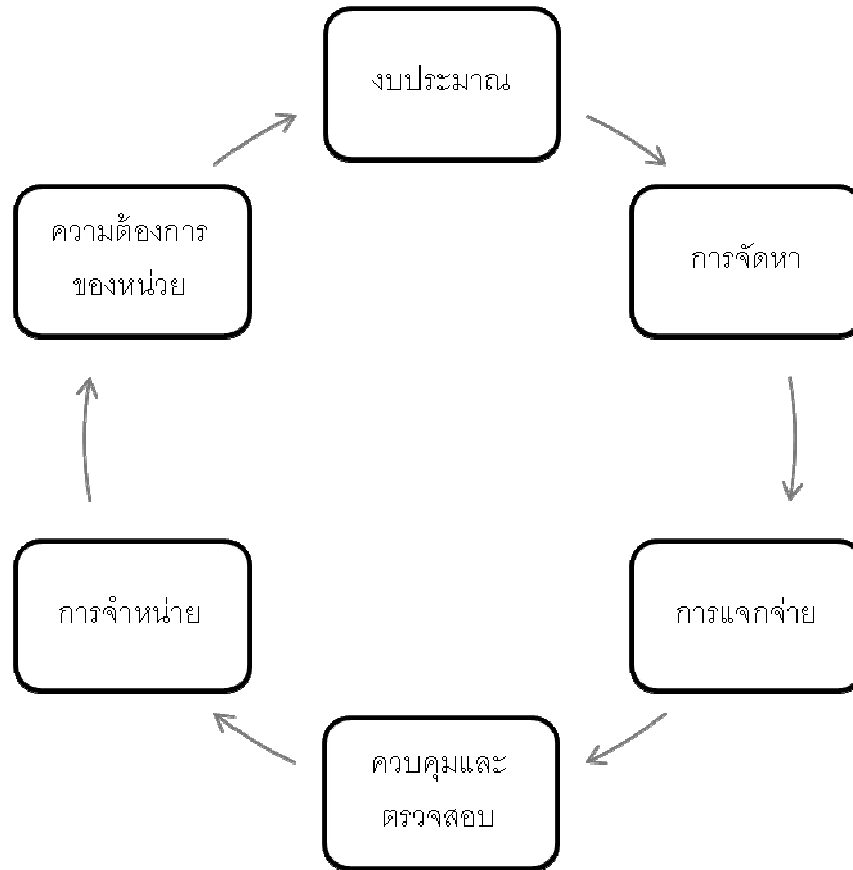 งบประมาณ
การจัดหา
การแจกจ่าย
ควบคุมและ
ตรวจสอบ
การจำหน่าย
ความต้องการ
ของหน่วย